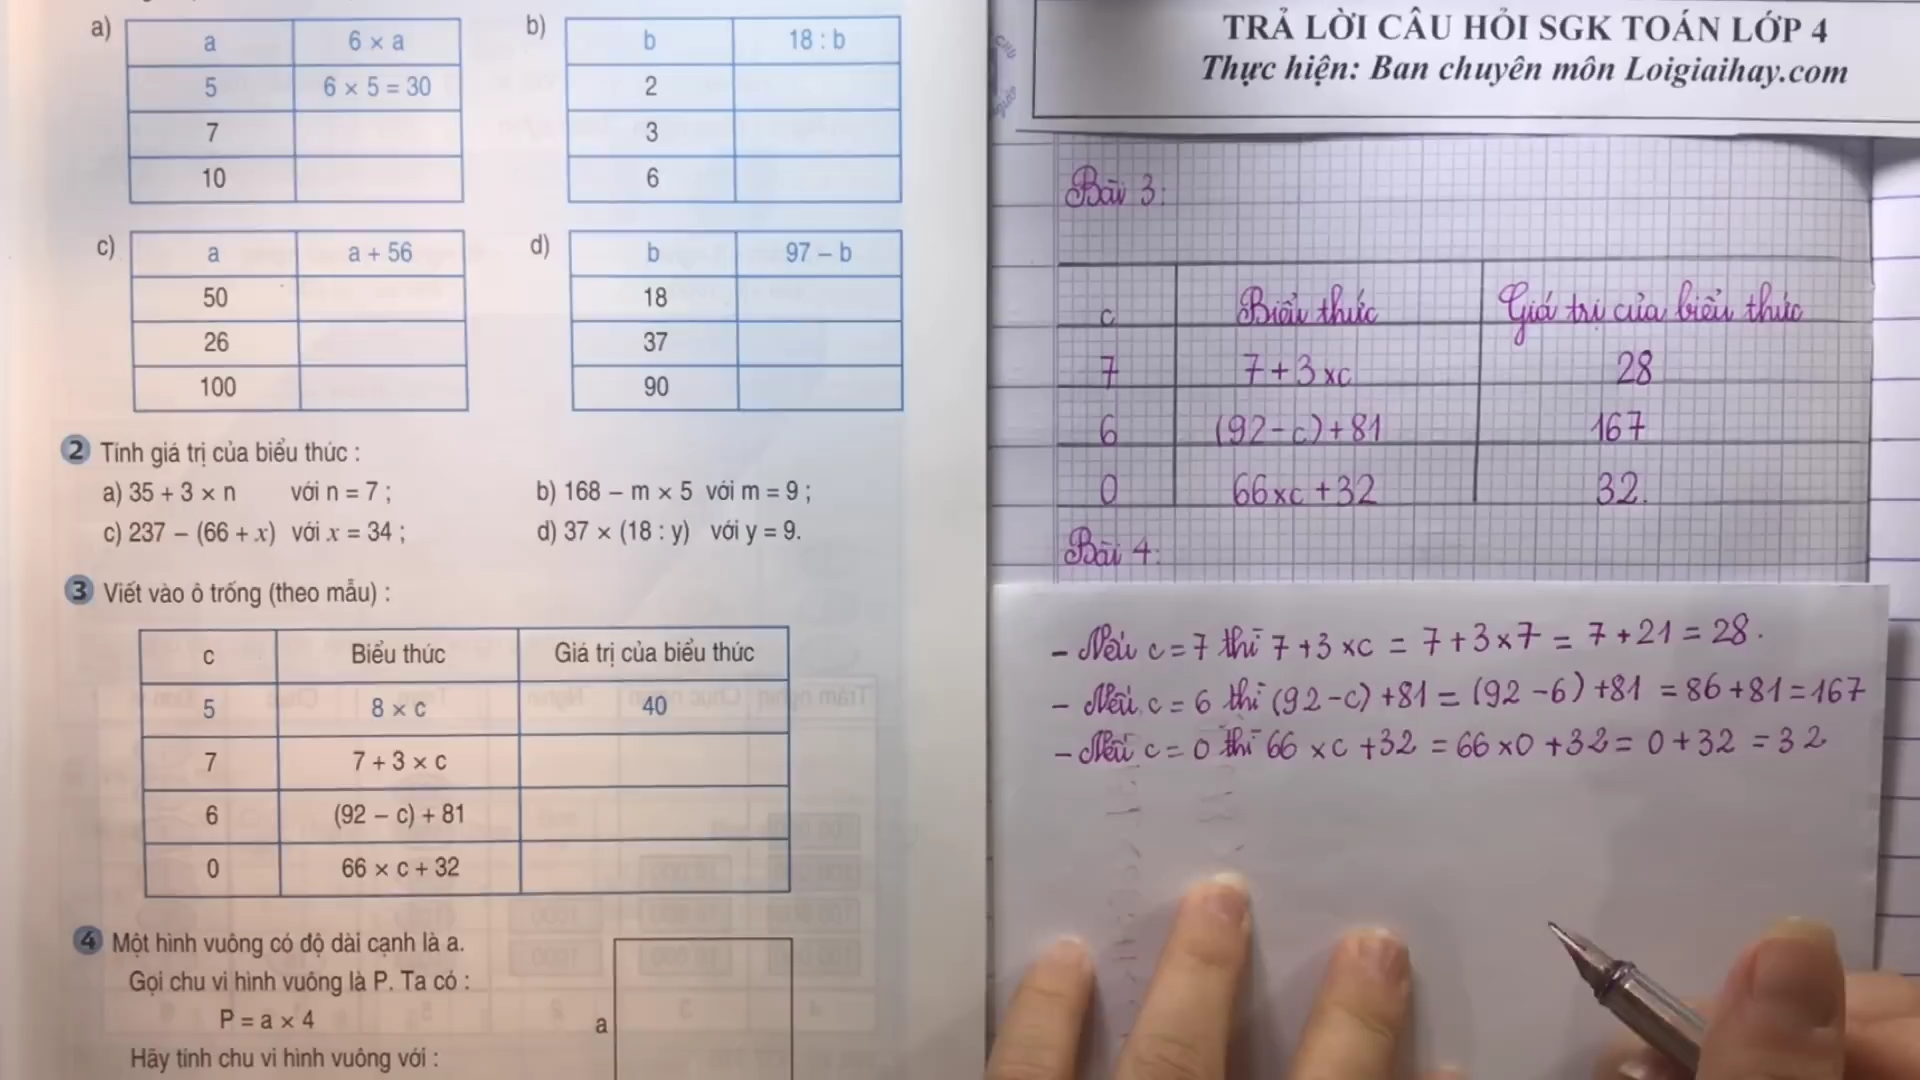 a)
a 6 × a
5 6 × 5 = 30
7
10
b)
b 18 : b
2
3
6
c)
a a + 56
50
26
100
d)
b 97 – b
18
37
90
2 Tính giá trị của biểu thức :
a) 35 + 3 × n với n = 7 ; b) 168 – m × 5 với m = 9 ;
c) 237 – (66 + x) với x = 34 ; d) 37 × (18 : y) với y = 9.
3 Viết vào ô trống (theo mẫu) :
c Biểu thức Giá trị của biểu thức
5 8 × c 40
7 7 + 3 × c
6 (92 – c) + 81
0 66 × c + 32
4 Một hình vuông có độ dài cạnh là a.
Gọi chu vi hình vuông là P. Ta có :
P = a × 4
a
Hãy tính chu vi hình vuông với :
TRẢ LỜI CÂU HỎI SGK TOÁN LỚP 4
Thực hiện: Ban chuyên môn Loigiaihay.com
Bài 3:
c Biểu thức Giá trị của biểu thức
7 7 + 3 × c 28
6 (92 - c) + 81 167
0 66 × c + 32 32.
Bài 4:
- Nếu c = 7 thì 7 + 3 × c = 7 + 3 × 7 = 7 + 21 = 28.
- Nếu c = 6 thì (92 - c) + 81 = (92 - 6) + 81 = 86 + 81 = 167
- Nếu c = 0 thì 66 × c + 32 = 66 × 0 + 32 = 0 + 32 = 32